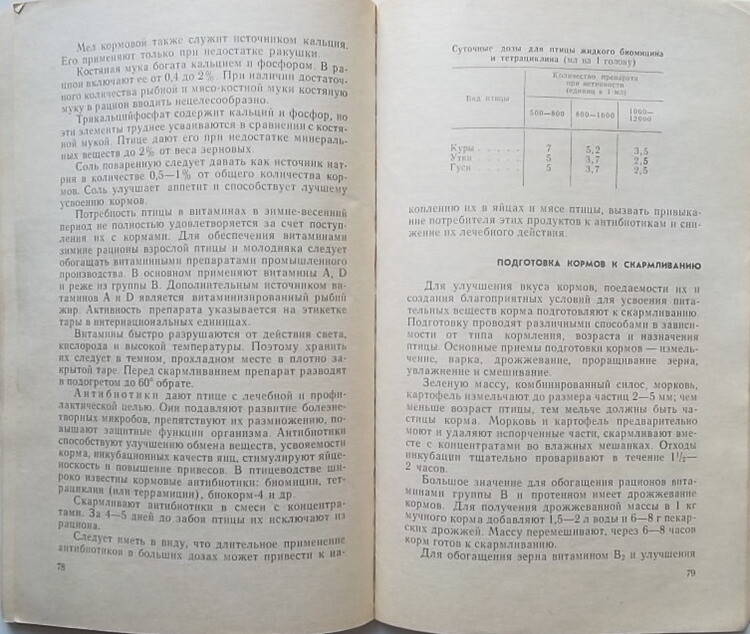 Мел кормовой также служит источником кальция.
Его применяют только при недостатке ракушки.
Костяная мука богата кальцием и фосфором. В ра-
цион включают ее от 0,4 до 2%. При наличии достаточ-
ного количества рыбной и мясо-костной муки костяную
муку в рацион вводить нецелесообразно.
Трикальцийфосфат содержит кальций и фосфор, но
эти элементы труднее усваиваются в сравнении с костя-
ной мукой. Птице дают его при недостатке минераль-
ных веществ до 2% от веса зерновых.
Соль поваренную следует давать как источник нат-
рия в количестве 0,5—1% от общего количества кор-
мов. Соль улучшает аппетит и способствует лучшему
усвоению кормов.
Потребность птицы в витаминах в зимне-весенний
период не полностью удовлетворяется за счет поступ-
ления их с кормами. Для обеспечения витаминами
зимние рационы взрослой птицы и молодняка следует
обогащать витаминными препаратами промышленного
производства. В основном применяют витамины А, D
и реже из группы В. Дополнительным источником ви-
таминов А и D является витаминизированный рыбий
жир. Активность препарата указывается на этикетке
тары в интернациональных единицах.
Витамины быстро разрушаются от действия света,
кислорода и высокой температуры. Поэтому хранить
их следует в темном, прохладном месте в плотно за-
крытой таре. Перед скармливанием препарат разводят
в подогретом до 60° обрате.
Антибиотики дают птице с лечебной и профи-
лактической целью. Они подавляют развитие болезне-
творных микробов, препятствуют их размножению, по-
вышают защитные функции организма. Антибиотики
способствуют улучшению обмена веществ, усвояемости
корма, инкубационных качеств яиц, стимулируют яйце-
носкость и повышение привесов. В птицеводстве ши-
роко известны кормовые антибиотики: биомицин, тет-
рациклин (или террамицин), биокорм-4 и др.
Скармливают антибиотики в смеси с концентра-
тами. За 4—5 дней до забоя птицы их исключают из
рациона.
Следует иметь в виду, что длительное применение
антибиотиков в больших дозах может привести к на-
78
Суточные дозы для птицы жидкого биомицина
и тетрациклина (мл на 1 голову)
Вид птицы
Количество препарата
при активности
(единиц в 1 мл)
500—600 800—1000 1000—
12000
Куры . . . . . 7 5,2 3,5
Утки . . . . . 5 3,7 2,5
Гуси . . . . . 5 3,7 2,5
коплению их в яйцах и мясе птицы, вызвать привыка-
ние потребителя этих продуктов к антибиотикам и сни-
жение их лечебного действия.
ПОДГОТОВКА КОРМОВ К СКАРМЛИВАНИЮ
Для улучшения вкуса кормов, поедаемости их и
создания благоприятных условий для усвоения пита-
тельных веществ корма подготовляют к скармливанию.
Подготовку проводят различными способами в зависи-
мости от типа кормления, возраста и назначения
птицы. Основные приемы подготовки кормов — измель-
чение, варка, дрожжевание, проращивание зерна,
увлажнение и смешивание.
Зеленую массу, комбинированный силос, морковь,
картофель измельчают до размера частиц 2—5 мм; чем
меньше возраст птицы, тем мельче должны быть ча-
стицы корма. Морковь и картофель предварительно
моют и удаляют испорченные части, скармливают вме-
сте с концентратами во влажных мешанках. Отходы
инкубации тщательно проваривают в течение 1½—
2 часов.
Большое значение для обогащения рационов вита-
минами группы В и протеином имеет дрожжевание
кормов. Для получения дрожжеванной массы в 1 кг
мучного корма добавляют 1,5—2 л воды и 6—8 г пекар-
ских дрожжей. Массу перемешивают, через 6—8 часов
корм готов к скармливанию.
Для обогащения зерна витамином В₂ и улучшения
79